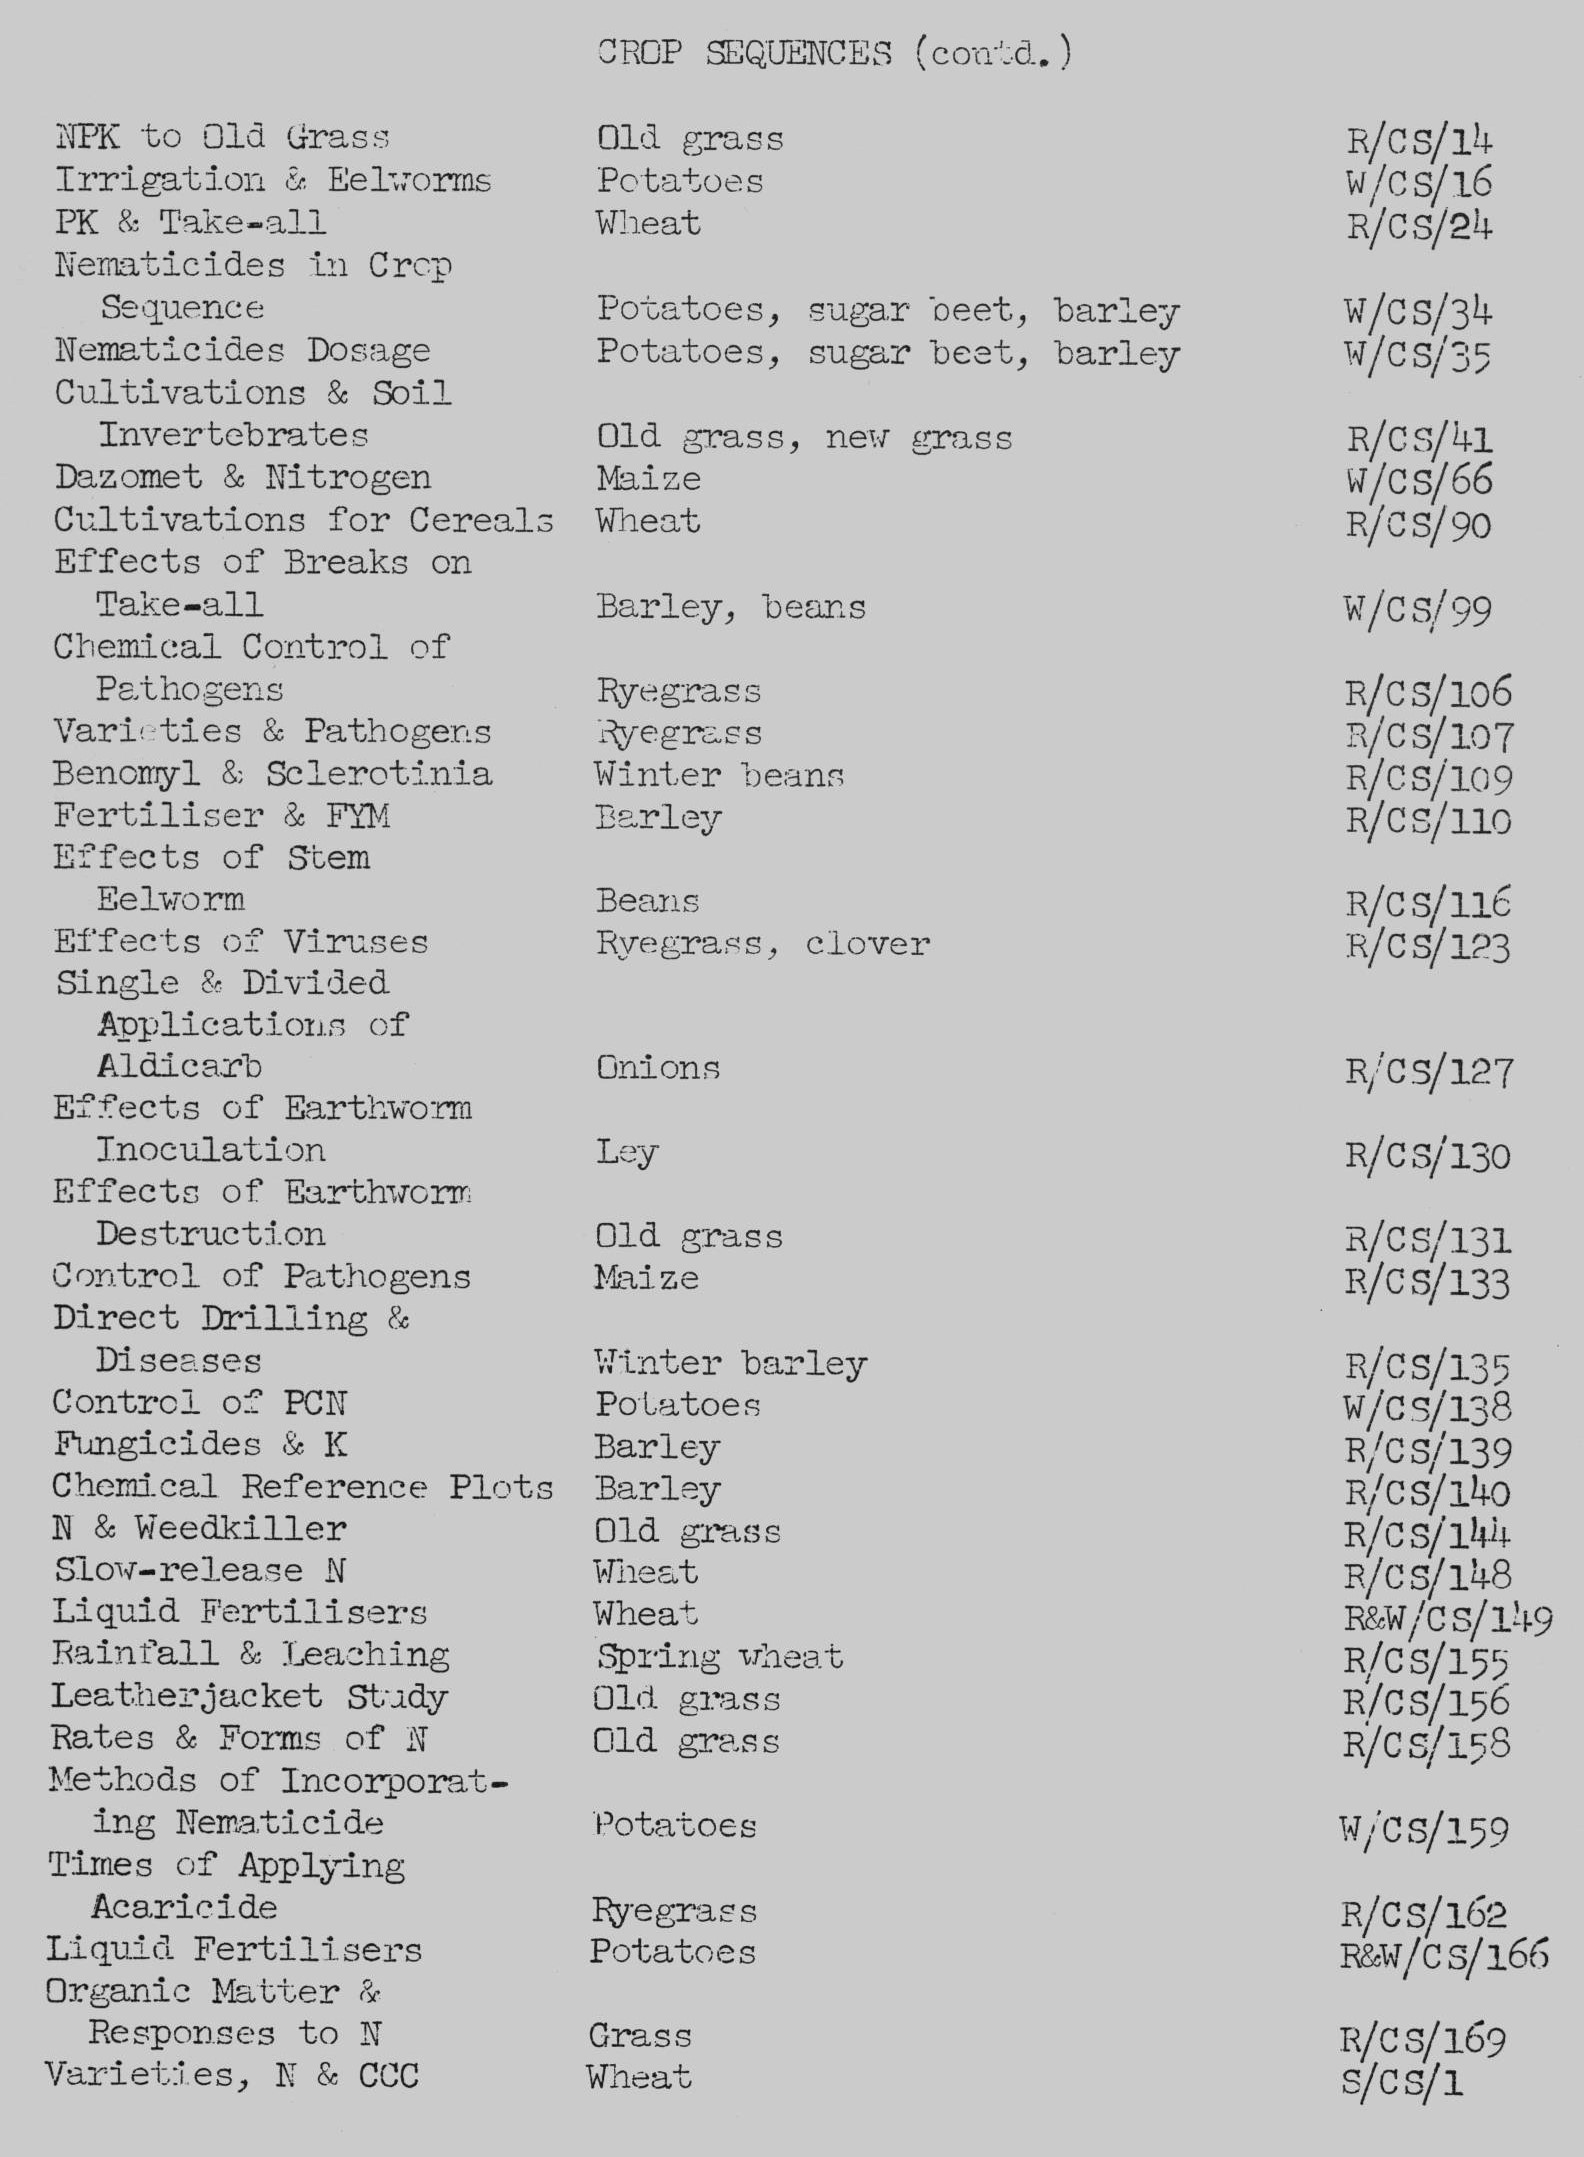 CROP SEQUENCES (contd.)
NPK to Old Grass Old grass R/CS/14
Irrigation & Eelworms Potatoes W/CS/16
PK & Take-all Wheat R/CS/24
Nematicides in Crop
Sequence Potatoes, sugar beet, barley W/CS/34
Nematicides Dosage Potatoes, sugar beet, barley W/CS/35
Cultivations & Soil
Invertebrates Old grass, new grass R/CS/41
Dazomet & Nitrogen Maize W/CS/66
Cultivations for Cereals Wheat R/CS/90
Effects of Breaks on
Take-all Barley, beans W/CS/99
Chemical Control of
Pathogens Ryegrass R/CS/106
Varieties & Pathogens Ryegrass R/CS/107
Benomyl & Sclerotinia Winter beans R/CS/109
Fertiliser & FYM Barley R/CS/110
Effects of Stem
Eelworm Beans R/CS/116
Effects of Viruses Ryegrass, clover R/CS/123
Single & Divided
Applications of
Aldicarb Onions R/CS/127
Effects of Earthworm
Inoculation Ley R/CS/130
Effects of Earthworm
Destruction Old grass R/CS/131
Control of Pathogens Maize R/CS/133
Direct Drilling &
Diseases Winter barley R/CS/135
Control of PCN Potatoes W/CS/138
Fungicides & K Barley R/CS/139
Chemical Reference Plots Barley R/CS/140
N & Weedkiller Old grass R/CS/144
Slow-release N Wheat R/CS/148
Liquid Fertilisers Wheat R&W/CS/149
Rainfall & Leaching Spring wheat R/CS/155
Leatherjacket Study Old grass R/CS/156
Rates & Forms of N Old grass R/CS/158
Methods of Incorporat-
ing Nematicide Potatoes W/CS/159
Times of Applying
Acaricide Ryegrass R/CS/162
Liquid Fertilisers Potatoes R&W/CS/166
Organic Matter &
Responses to N Grass R/CS/169
Varieties, N & CCC Wheat S/CS/1